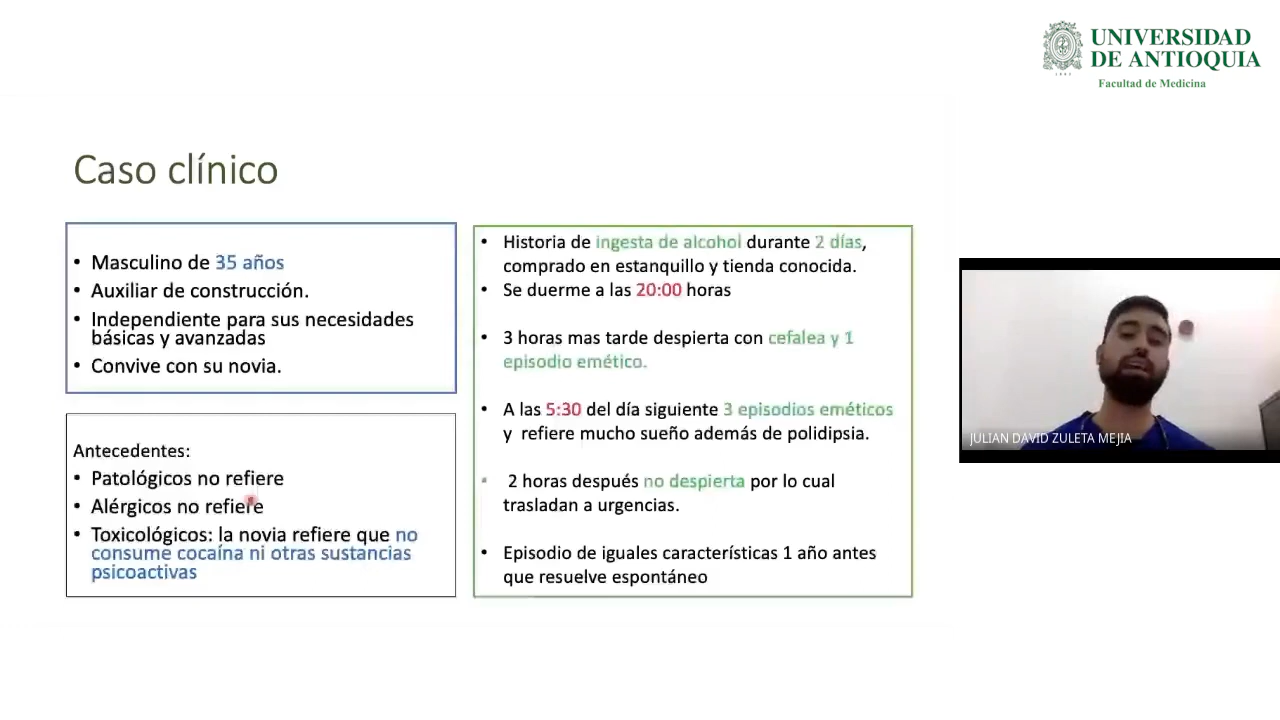 UNIVERSIDAD
DE ANTIOQUIA
Facultad de Medicina
Caso clínico
• Masculino de 35 años
• Auxiliar de construcción.
• Independiente para sus necesidades
básicas y avanzadas
• Convive con su novia.
Antecedentes:
• Patológicos no refiere
• Alérgicos no refiere
• Toxicológicos: la novia refiere que no
consume cocaína ni otras sustancias
psicoactivas
• Historia de ingesta de alcohol durante 2 días,
comprado en estanquillo y tienda conocida.
• Se duerme a las 20:00 horas
• 3 horas mas tarde despierta con cefalea y 1
episodio emético.
• A las 5:30 del día siguiente 3 episodios eméticos
y refiere mucho sueño además de polidipsia.
• 2 horas después no despierta por lo cual
trasladan a urgencias.
• Episodio de iguales características 1 año antes
que resuelve espontáneo
JULIAN DAVID ZULETA MEJIA